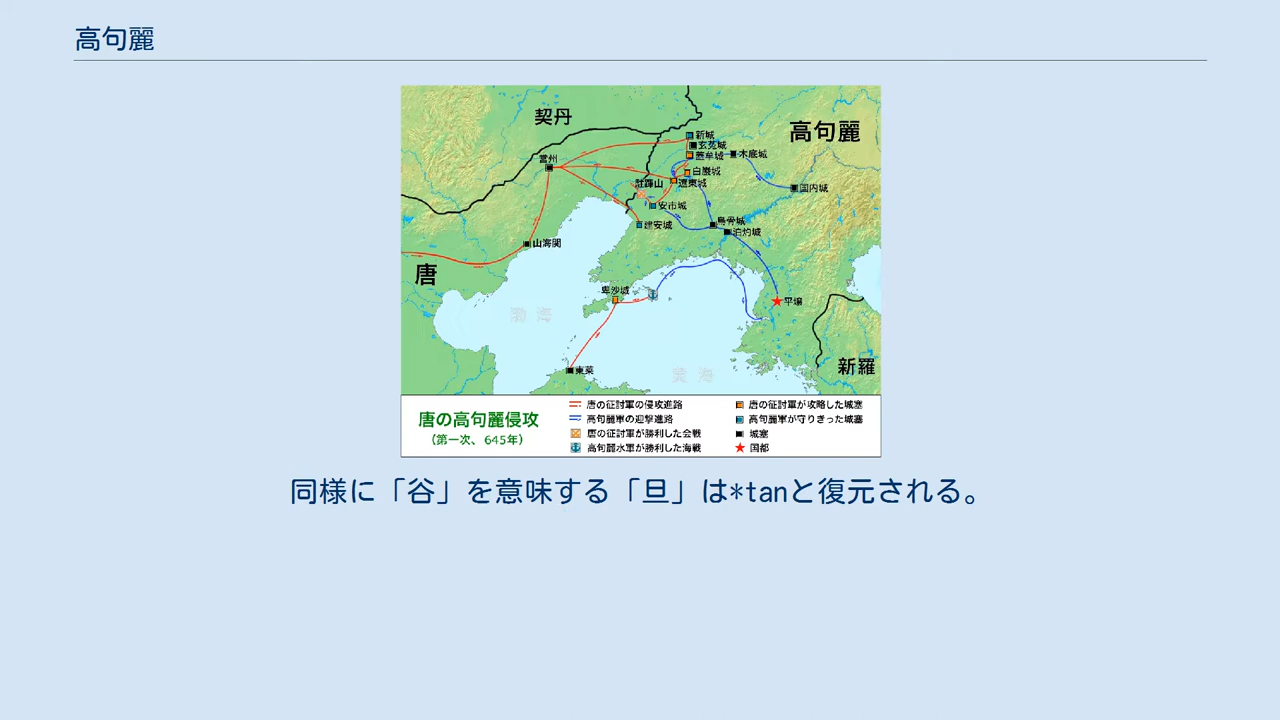 高句麗
契丹
高句麗
新城
玄菟城
蓋牟城
木底城
営州
白巌城
駐蹕山
遼東城
国内城
安市城
建安城
烏骨城
泊灼城
山海関
唐
卑沙城
平壌
渤海
東莱
黄海
新羅
唐の高句麗侵攻
(第一次、645年)
唐の征討軍の侵攻進路
高句麗軍の迎撃進路
唐の征討軍が勝利した会戦
高句麗水軍が勝利した海戦
唐の征討軍が攻略した城塞
高句麗軍が守りきった城塞
城塞
国都
同様に「谷」を意味する「旦」は*tanと復元される。